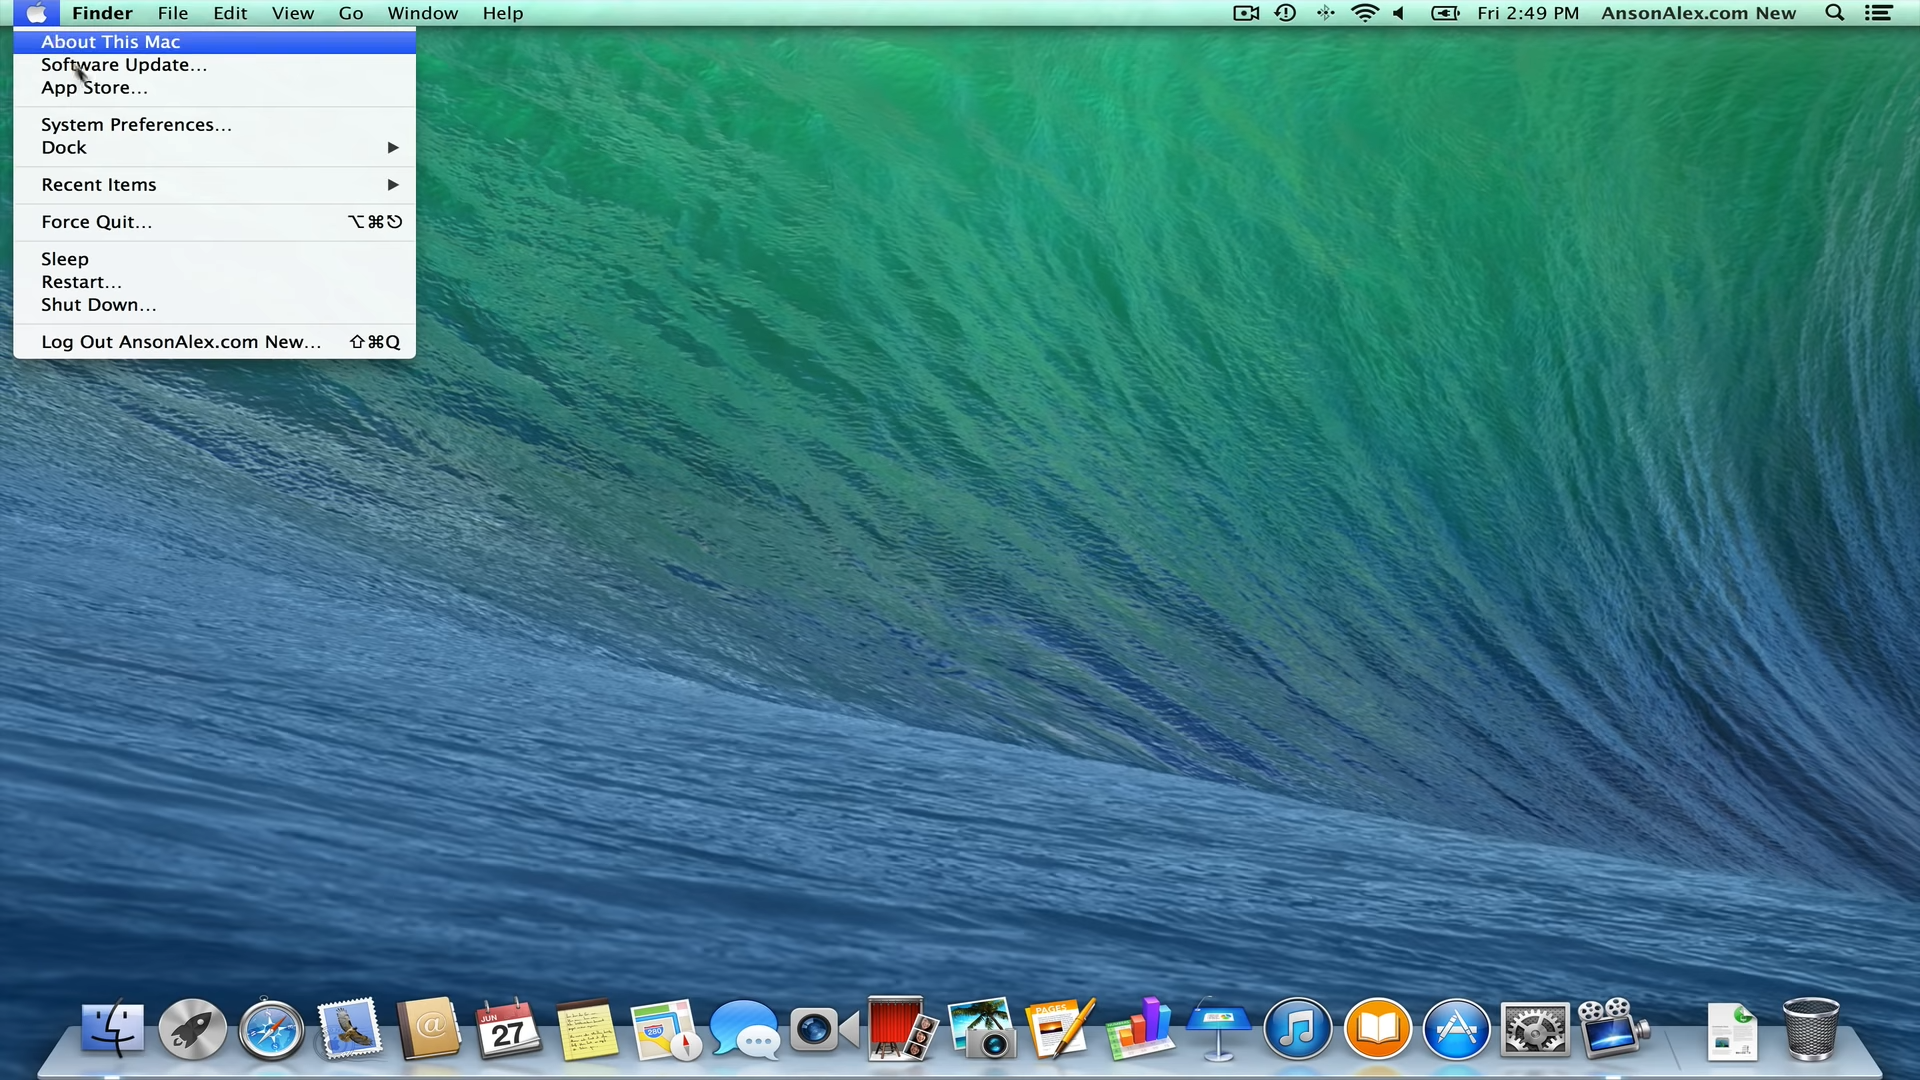 Finder File Edit View Go Window Help Fri 2:49 PM AnsonAlex.com New
About This Mac
Software Update...
App Store...
System Preferences...
Dock
Recent Items
Force Quit... ⌥⌘⎋
Sleep
Restart...
Shut Down...
Log Out AnsonAlex.com New... ⇧⌘Q
JUN
27
@
280
PAGES